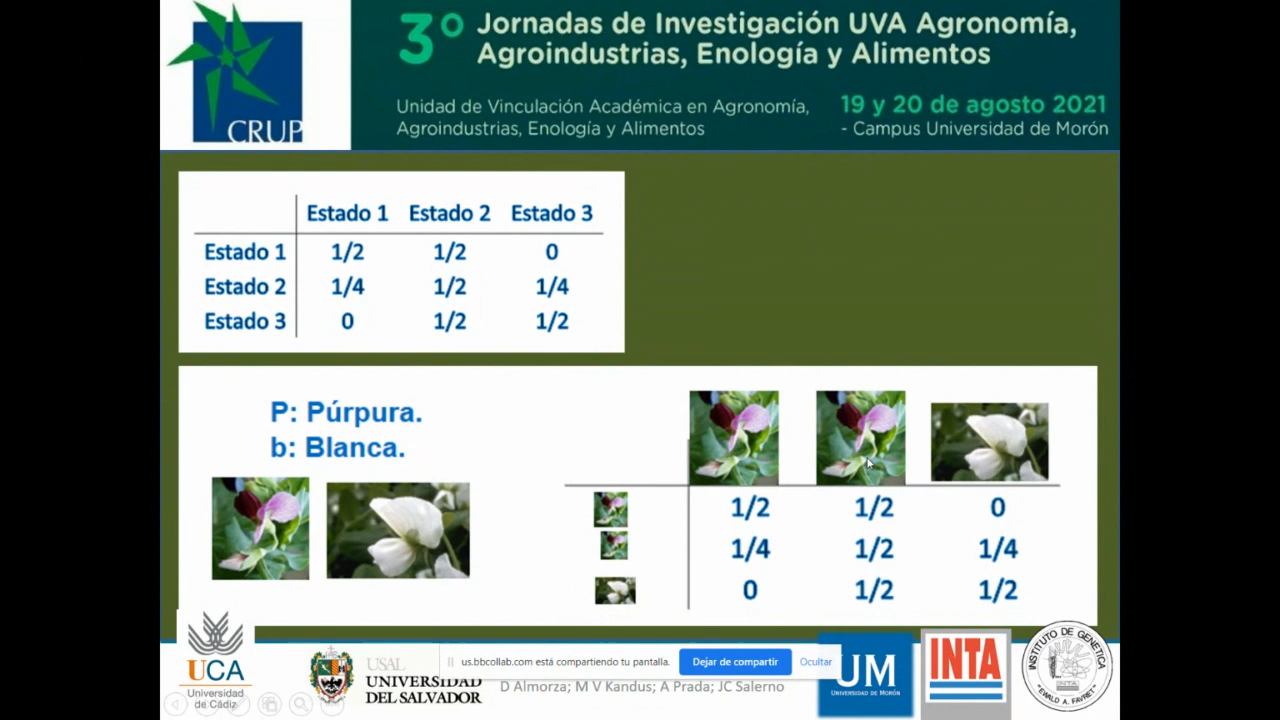 3º Jornadas de Investigación UVA Agronomía,
Agroindustrias, Enología y Alimentos
Unidad de Vinculación Académica en Agronomía,
Agroindustrias, Enología y Alimentos
19 y 20 de agosto 2021
- Campus Universidad de Morón
CRUP
Estado 1 Estado 2 Estado 3
Estado 1 1/2 1/2 0
Estado 2 1/4 1/2 1/4
Estado 3 0 1/2 1/2
P: Púrpura.
b: Blanca.
1/2 1/2 0
1/4 1/2 1/4
0 1/2 1/2
UCA
Universidad
de Cádiz
USAL
UNIVERSIDAD
DEL SALVADOR
us.bbcollab.com está compartiendo tu pantalla. Dejar de compartir Ocultar
D Almorza; M V Kandus; A Prada; JC Salerno
UM
UNIVERSIDAD DE MORÓN
INTA
INSTITUTO DE GENETICA
INTA
"EWALD A. FAVRET"